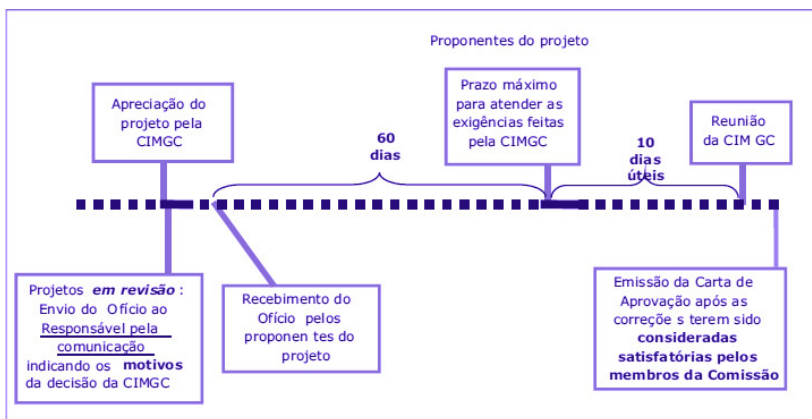 Proponentes do projeto
Apreciação do
projeto pela
CIMGC
60
dias
Prazo máximo
para atender as
exigências feitas
pela CIMGC
10
dias
úteis
Reunião
da CIM GC
Projetos em revisão :
Envio do Ofício ao
Responsável pela
comunicação
indicando os motivos
da decisão da CIMGC
Recebimento do
Ofício pelos
proponen tes do
projeto
Emissão da Carta de
Aprovação após as
correçõe s terem sido
consideradas
satisfatórias pelos
membros da Comissão